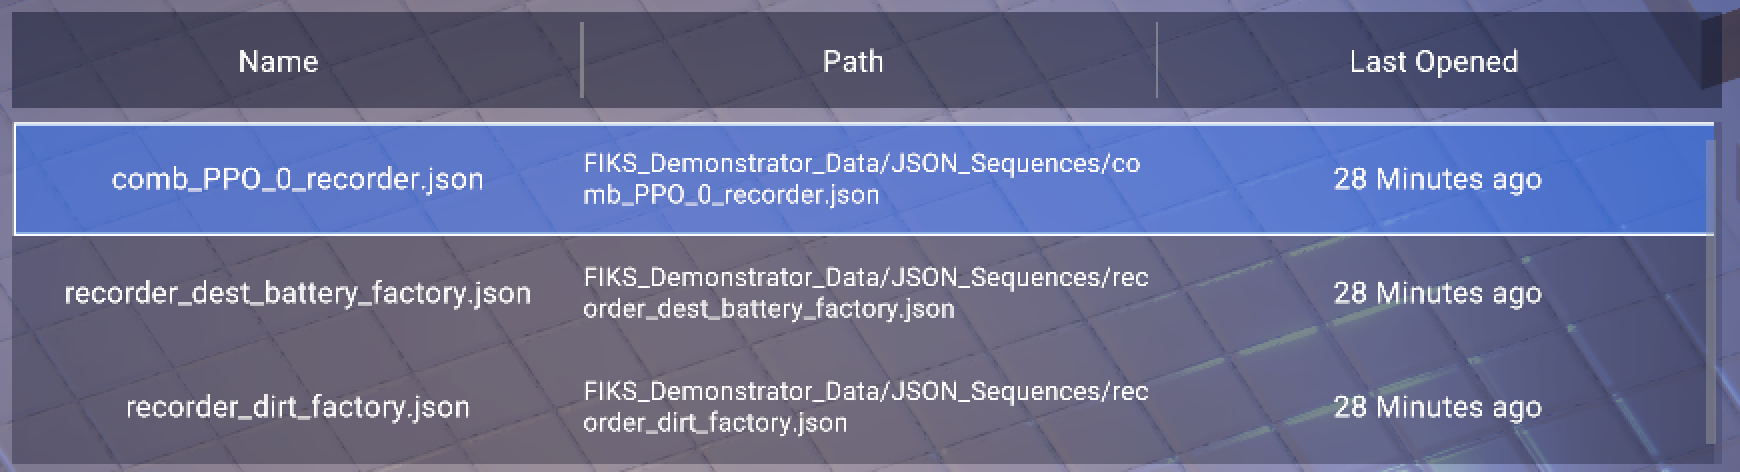 Name Path Last Opened
comb_PPO_0_recorder.json FIKS_Demonstrator_Data/JSON_Sequences/co
mb_PPO_0_recorder.json 28 Minutes ago
recorder_dest_battery_factory.json FIKS_Demonstrator_Data/JSON_Sequences/rec
order_dest_battery_factory.json 28 Minutes ago
recorder_dirt_factory.json FIKS_Demonstrator_Data/JSON_Sequences/rec
order_dirt_factory.json 28 Minutes ago